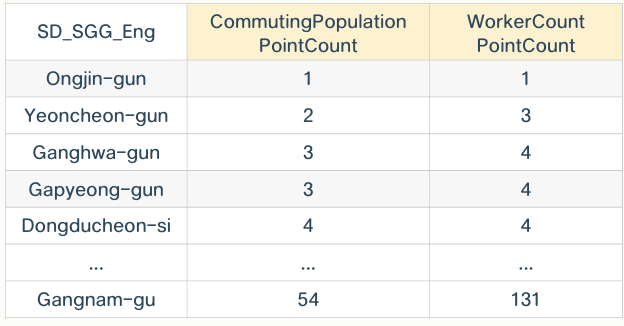 SD_SGG_Eng CommutingPopulation PointCount WorkerCount PointCount
Ongjin-gun 1 1
Yeoncheon-gun 2 3
Ganghwa-gun 3 4
Gapyeong-gun 3 4
Dongducheon-si 4 4
... ... ...
Gangnam-gu 54 131